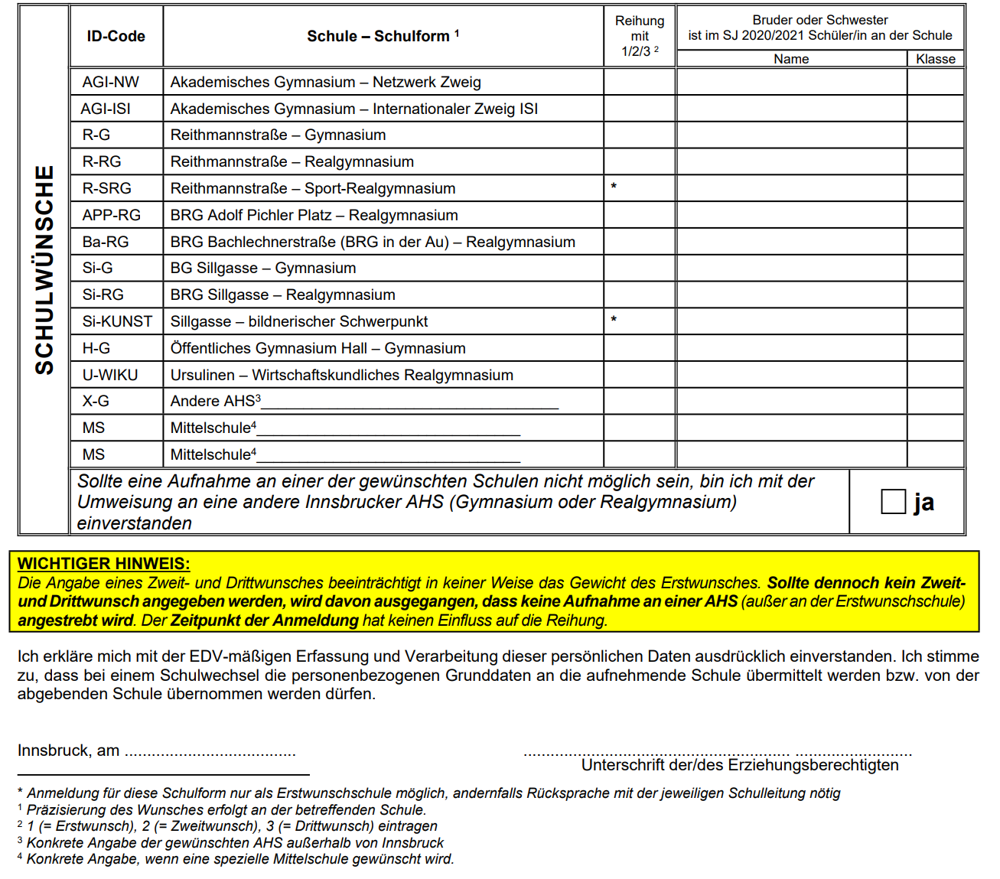 SCHULWÜNSCHE
ID-Code
Schule – Schulform ¹
Reihung
mit
1/2/3 ²
Bruder oder Schwester
ist im SJ 2020/2021 Schüler/in an der Schule
Name Klasse
AGI-NW Akademisches Gymnasium – Netzwerk Zweig
AGI-ISI Akademisches Gymnasium – Internationaler Zweig ISI
R-G Reithmannstraße – Gymnasium
R-RG Reithmannstraße – Realgymnasium
R-SRG Reithmannstraße – Sport-Realgymnasium *
APP-RG BRG Adolf Pichler Platz – Realgymnasium
Ba-RG BRG Bachlechnerstraße (BRG in der Au) – Realgymnasium
Si-G BG Sillgasse – Gymnasium
Si-RG BRG Sillgasse – Realgymnasium
Si-KUNST Sillgasse – bildnerischer Schwerpunkt *
H-G Öffentliches Gymnasium Hall – Gymnasium
U-WIKU Ursulinen – Wirtschaftskundliches Realgymnasium
X-G Andere AHS³___________________________________
MS Mittelschule⁴_______________________________
MS Mittelschule⁴_______________________________
Sollte eine Aufnahme an einer der gewünschten Schulen nicht möglich sein, bin ich mit der
Umweisung an eine andere Innsbrucker AHS (Gymnasium oder Realgymnasium)
einverstanden
☐ ja
WICHTIGER HINWEIS:
Die Angabe eines Zweit- und Drittwunsches beeinträchtigt in keiner Weise das Gewicht des Erstwunsches. Sollte dennoch kein Zweit-
und Drittwunsch angegeben werden, wird davon ausgegangen, dass keine Aufnahme an einer AHS (außer an der Erstwunschschule)
angestrebt wird. Der Zeitpunkt der Anmeldung hat keinen Einfluss auf die Reihung.
Ich erkläre mich mit der EDV-mäßigen Erfassung und Verarbeitung dieser persönlichen Daten ausdrücklich einverstanden. Ich stimme
zu, dass bei einem Schulwechsel die personenbezogenen Grunddaten an die aufnehmende Schule übermittelt werden bzw. von der
abgebenden Schule übernommen werden dürfen.
Innsbruck, am ...................................... ........................................................... ..........................
Unterschrift der/des Erziehungsberechtigten
* Anmeldung für diese Schulform nur als Erstwunschschule möglich, andernfalls Rücksprache mit der jeweiligen Schulleitung nötig
¹ Präzisierung des Wunsches erfolgt an der betreffenden Schule.
² 1 (= Erstwunsch), 2 (= Zweitwunsch), 3 (= Drittwunsch) eintragen
³ Konkrete Angabe der gewünschten AHS außerhalb von Innsbruck
⁴ Konkrete Angabe, wenn eine spezielle Mittelschule gewünscht wird.